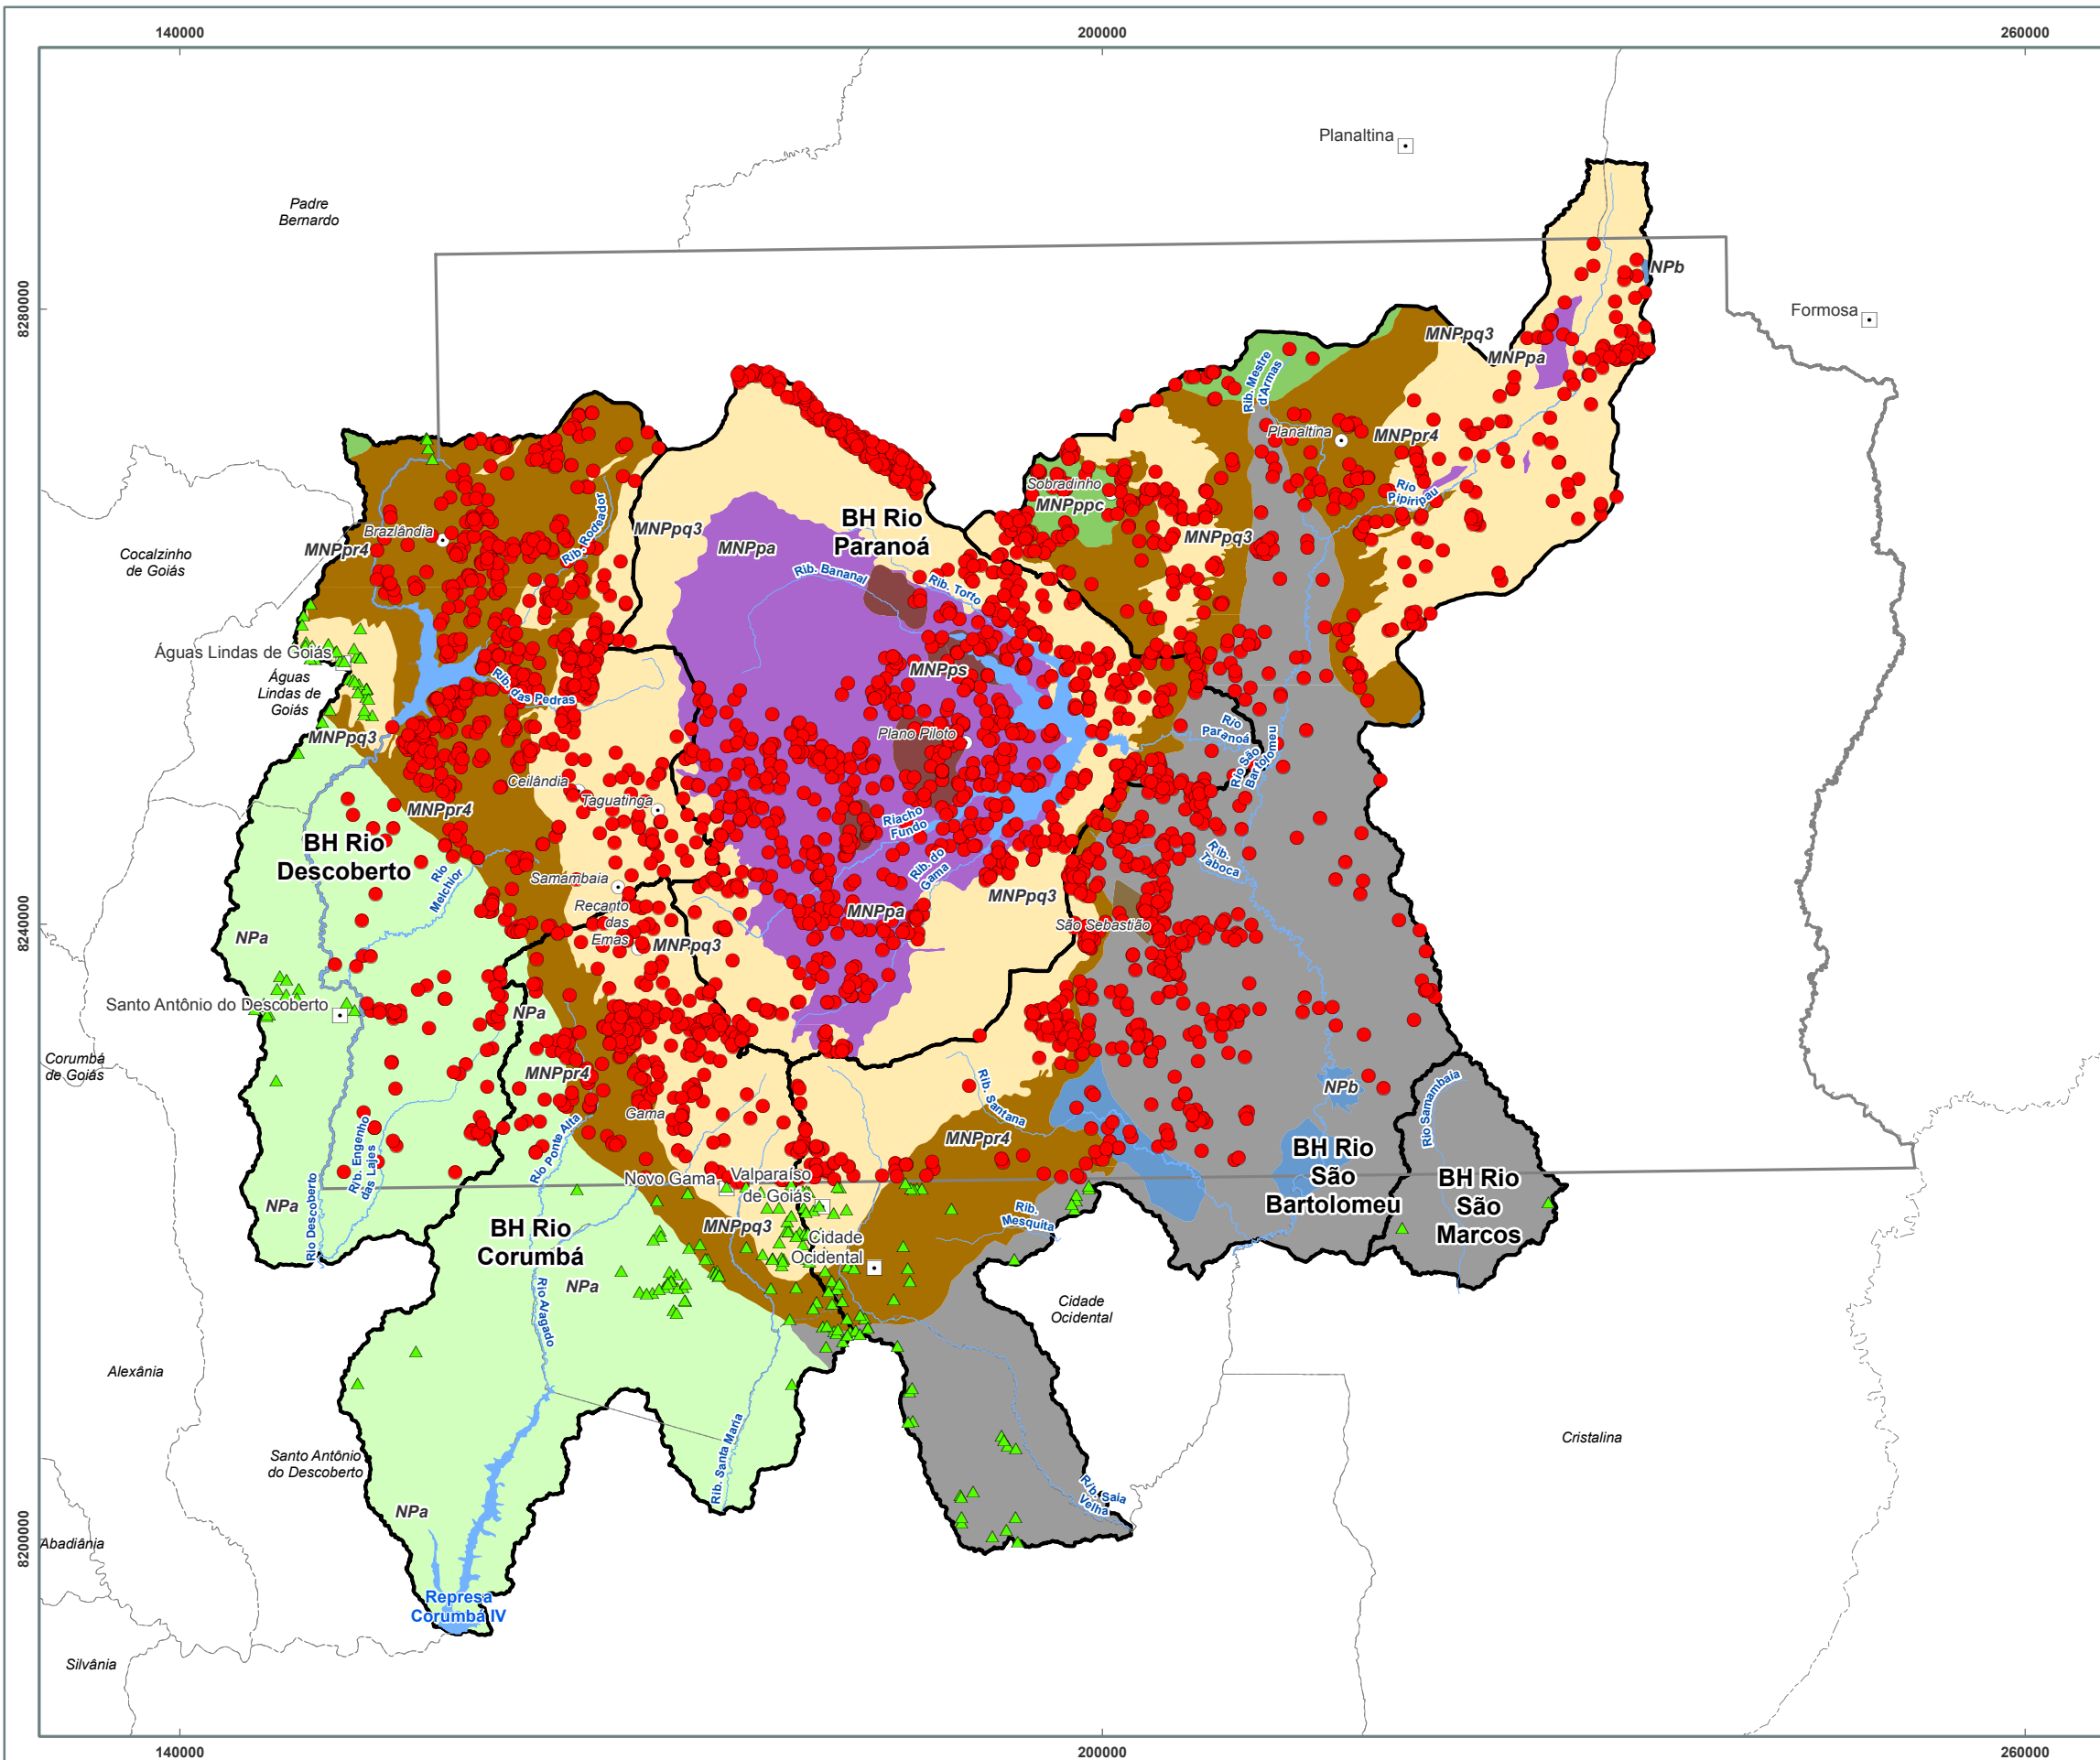 140000
200000
260000
8280000
8240000
8200000
Planaltina
Padre
Bernardo
NPb
Formosa
MNPpq3
MNPpa
Rib. Mestre
d'Armas
Planaltina
MNPpr4
Rio
Pipiripau
Sobradinho
MNPppc
MNPpq3
BH Rio
Paranoá
MNPpq3
MNPpa
Rib. Rodeador
Brazlândia
MNPpr4
Cocalzinho
de Goiás
Rib. Bananal
Rib. Torto
Águas Lindas de Goiás
Águas
Lindas de
Goiás
MNPpq3
Rib. das Pedras
MNPps
Plano Piloto
Rio
Paranoá
Rio São
Bartolomeu
Ceilândia
Taguatinga
MNPpr4
Riacho
Fundo
BH Rio
Descoberto
Rio
Melchior
Rib. do
Gama
Rib.
Taboca
Samambaia
Recanto
das
Emas
MNPpq3
MNPpa
MNPpq3
São Sebastião
NPa
Santo Antônio do Descoberto
NPa
Corumbá
de Goiás
MNPpr4
Gama
Rib. Santana
NPb
Rio Samambaia
MNPpr4
Rib. Engenho
das Lajes
Rio Ponte Alta
BH Rio
São
Bartolomeu
BH Rio
São
Marcos
Novo Gama
Valparaíso
de Goiás
NPa
Rio Descoberto
MNPpq3
Rib.
Mesquita
BH Rio
Corumbá
Cidade
Ocidental
NPa
Rio Alagado
Cidade
Ocidental
Alexânia
Santo Antônio
do Descoberto
Rib. Santa Maria
Cristalina
Rib. Saia
Velha
NPa
Abadiânia
Represa
Corumbá IV
Silvânia
140000
200000
260000